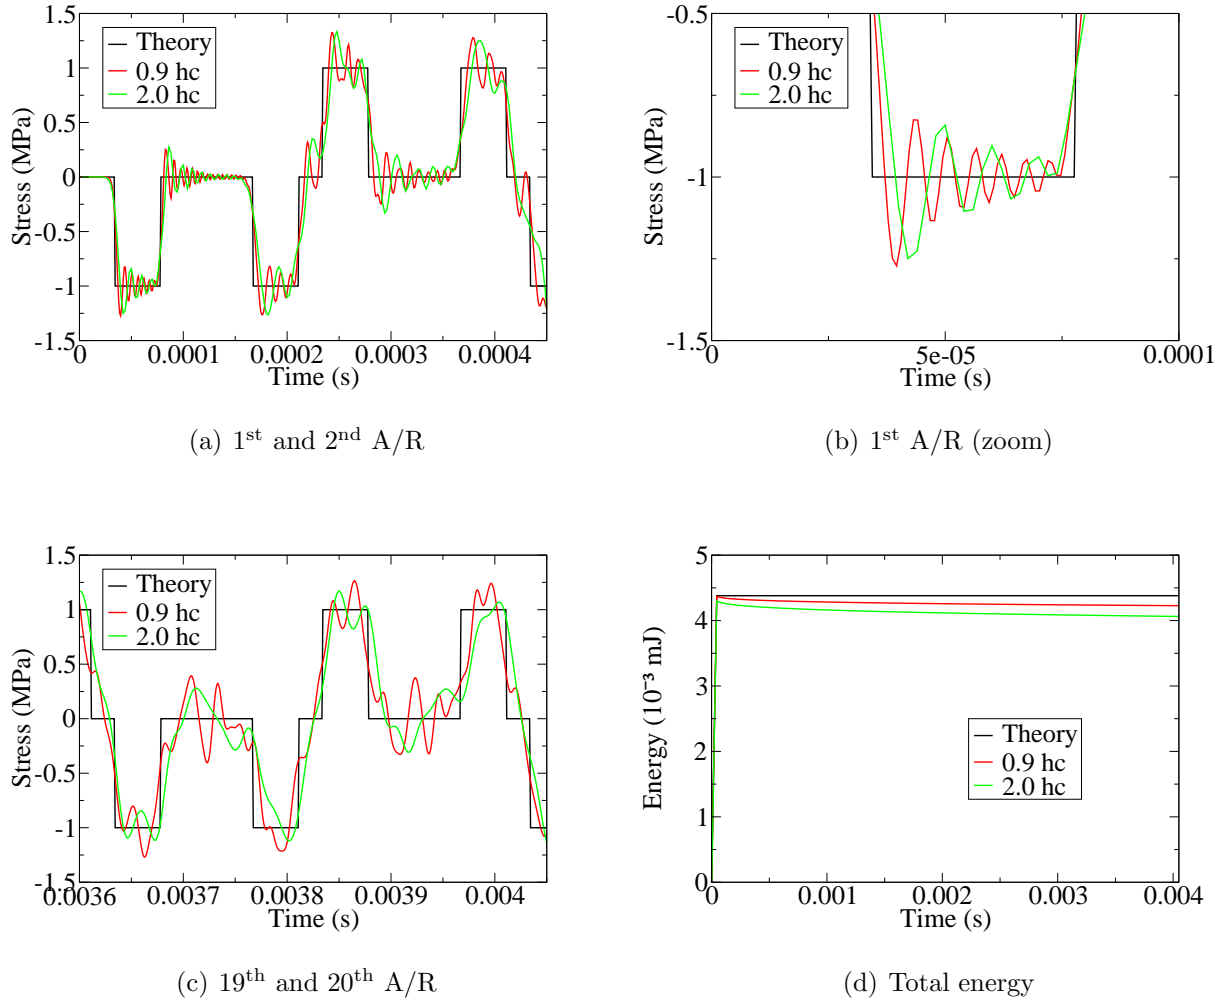 1.5
1
0.5
0
-0.5
-1
-1.5
Stress (MPa)
Theory
0.9 hc
2.0 hc
0 0.0001 0.0002 0.0003 0.0004
Time (s)
(a) 1st and 2nd A/R
-0.5
-1
-1.5
Stress (MPa)
Theory
0.9 hc
2.0 hc
0 5e-05 0.0001
Time (s)
(b) 1st A/R (zoom)
1.5
1
0.5
0
-0.5
-1
-1.5
Stress (MPa)
Theory
0.9 hc
2.0 hc
0.0036 0.0037 0.0038 0.0039 0.004
Time (s)
(c) 19th and 20th A/R
5
4
3
2
1
0
Energy (10⁻³ mJ)
Theory
0.9 hc
2.0 hc
0 0.001 0.002 0.003 0.004
Time (s)
(d) Total energy